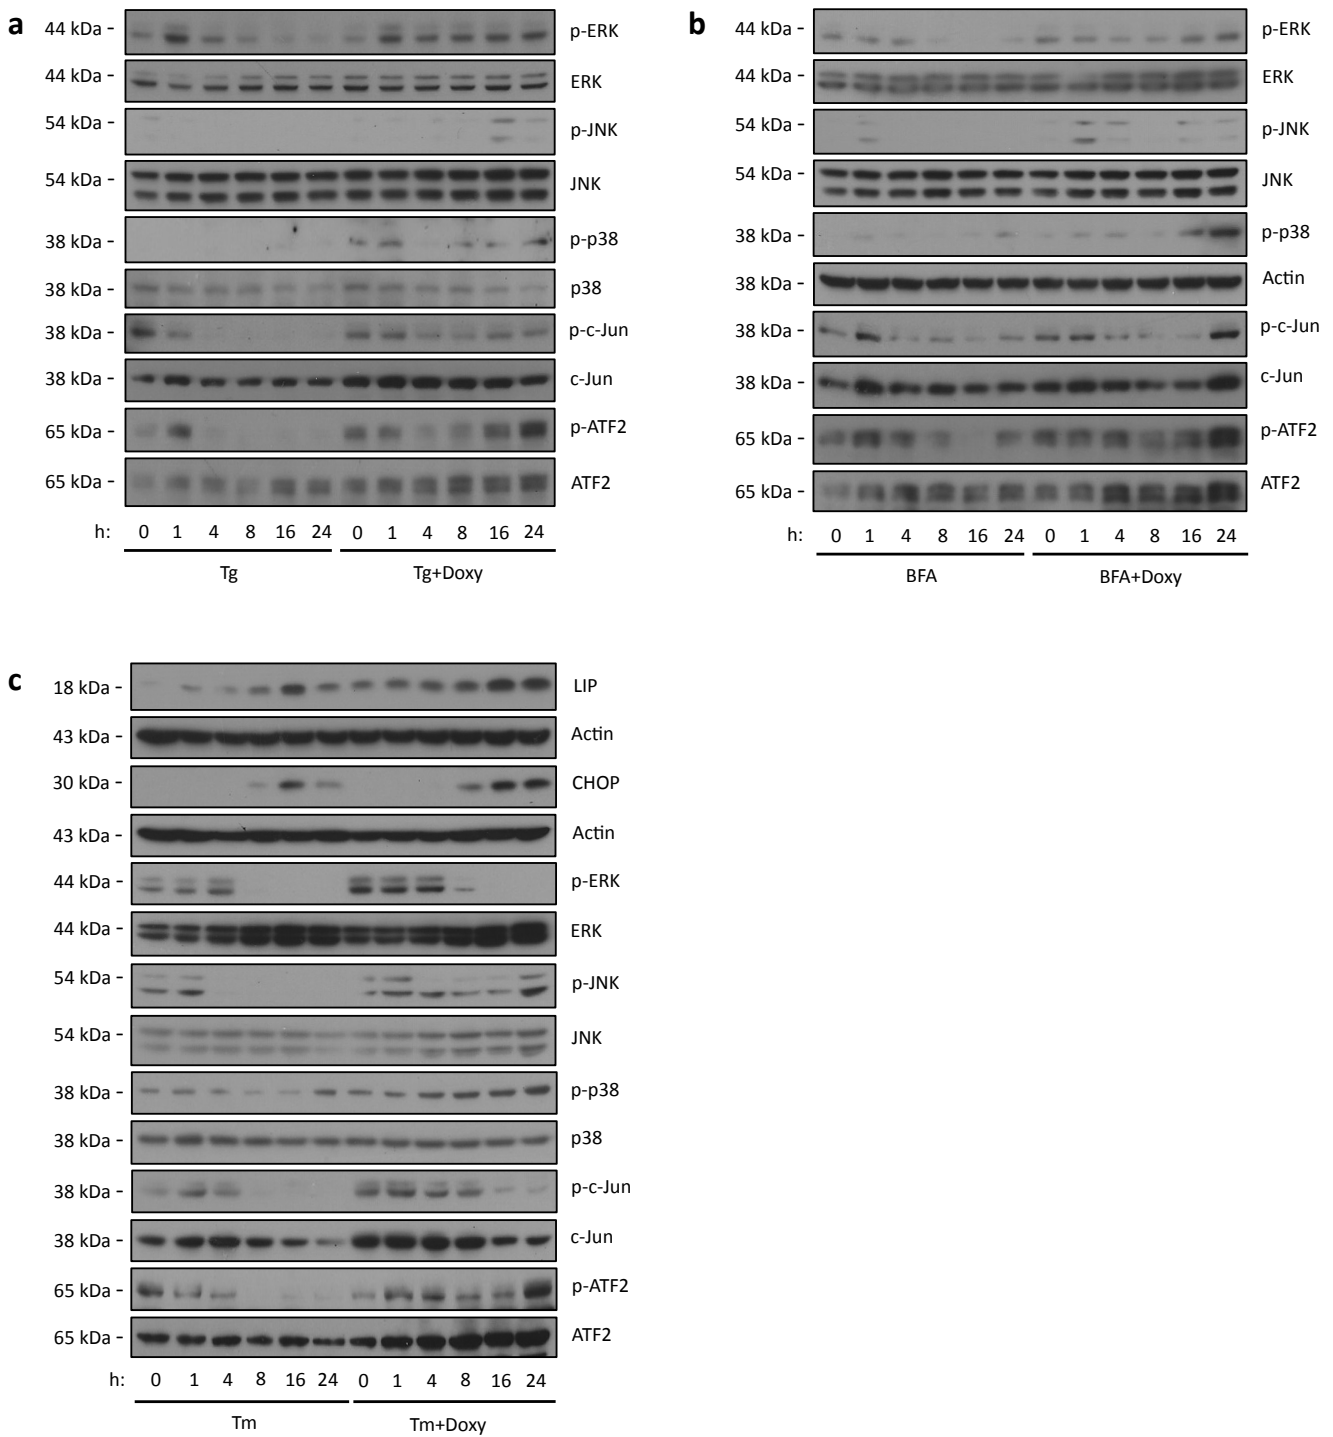 a
44 kDa - p-ERK
44 kDa - ERK
54 kDa - p-JNK
54 kDa - JNK
38 kDa - p-p38
38 kDa - p38
38 kDa - p-c-Jun
38 kDa - c-Jun
65 kDa - p-ATF2
65 kDa - ATF2
h: 0 1 4 8 16 24 0 1 4 8 16 24
Tg Tg+Doxy
b
44 kDa - p-ERK
44 kDa - ERK
54 kDa - p-JNK
54 kDa - JNK
38 kDa - p-p38
38 kDa - Actin
38 kDa - p-c-Jun
38 kDa - c-Jun
65 kDa - p-ATF2
65 kDa - ATF2
h: 0 1 4 8 16 24 0 1 4 8 16 24
BFA BFA+Doxy
c
18 kDa - LIP
43 kDa - Actin
30 kDa - CHOP
43 kDa - Actin
44 kDa - p-ERK
44 kDa - ERK
54 kDa - p-JNK
54 kDa - JNK
38 kDa - p-p38
38 kDa - p38
38 kDa - p-c-Jun
38 kDa - c-Jun
65 kDa - p-ATF2
65 kDa - ATF2
h: 0 1 4 8 16 24 0 1 4 8 16 24
Tm Tm+Doxy